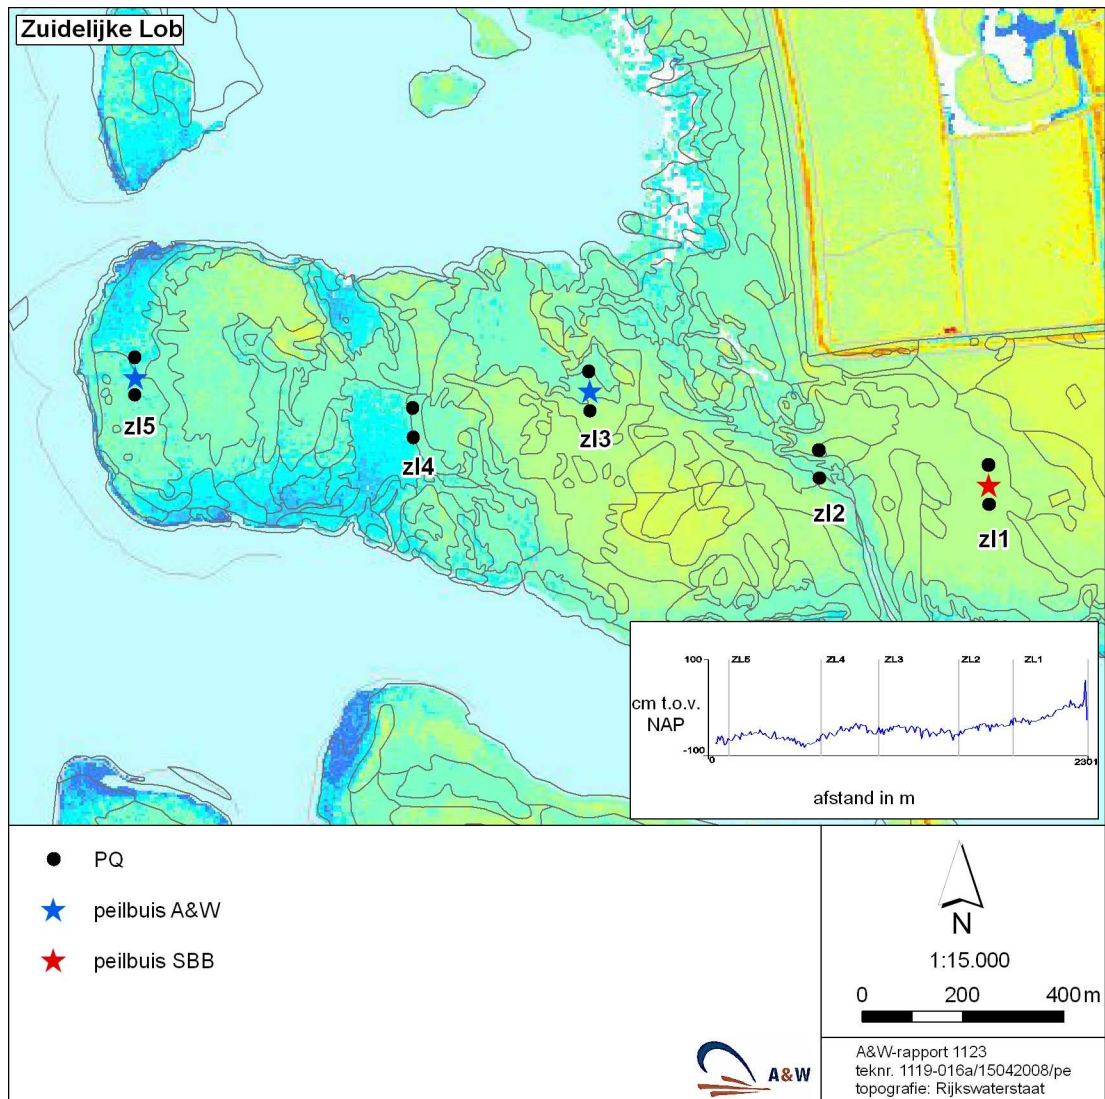 Zuidelijke Lob
zl5
zl4
zl3
zl2
zl1
100
ZL5
ZL4
ZL3
ZL2
ZL1
cm t.o.v.
NAP
-100
0
2301
afstand in m
PQ
peilbuis A&W
peilbuis SBB
N
1:15.000
0 200 400 m
A&W
A&W-rapport 1123
teknr. 1119-016a/15042008/pe
topografie: Rijkswaterstaat